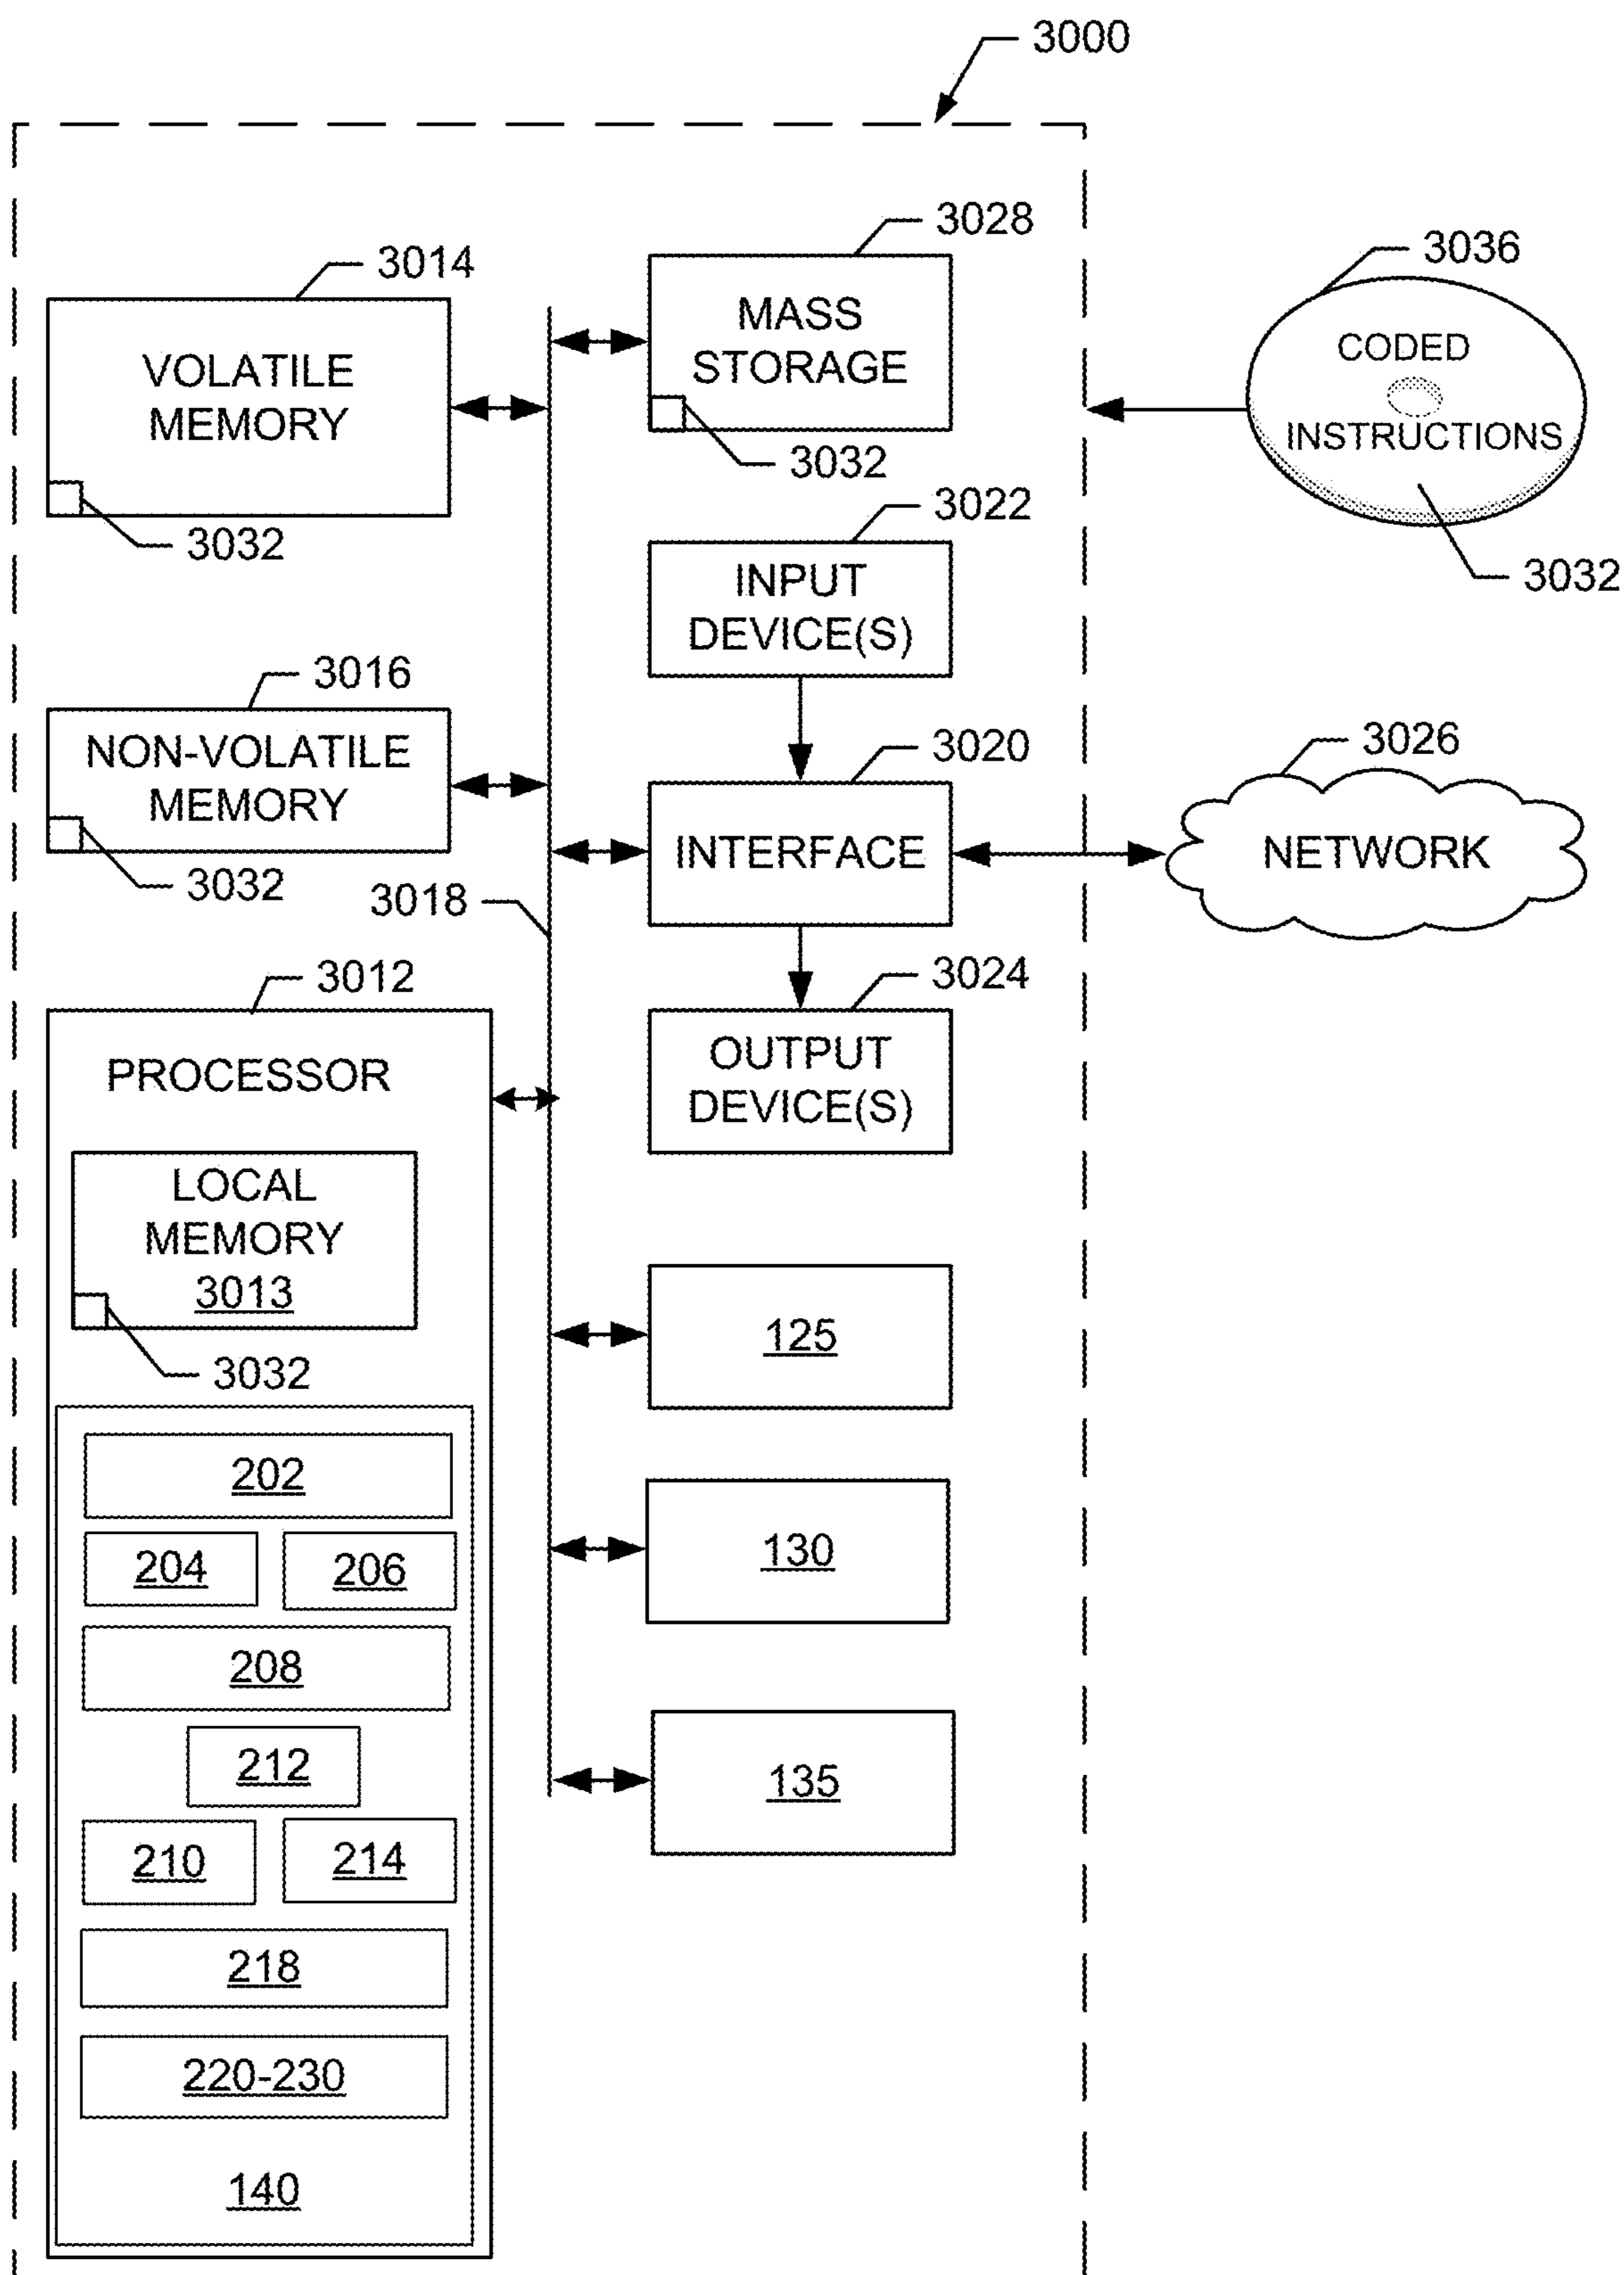 3000
3014
VOLATILE
MEMORY
3032
3028
MASS
STORAGE
3032
3036
CODED
INSTRUCTIONS
3032
3022
INPUT
DEVICE(S)
3016
NON-VOLATILE
MEMORY
3032
3018
3020
INTERFACE
3026
NETWORK
3024
OUTPUT
DEVICE(S)
3012
PROCESSOR
LOCAL
MEMORY
3013
3032
202
204
206
208
212
210
214
218
220-230
140
125
130
135